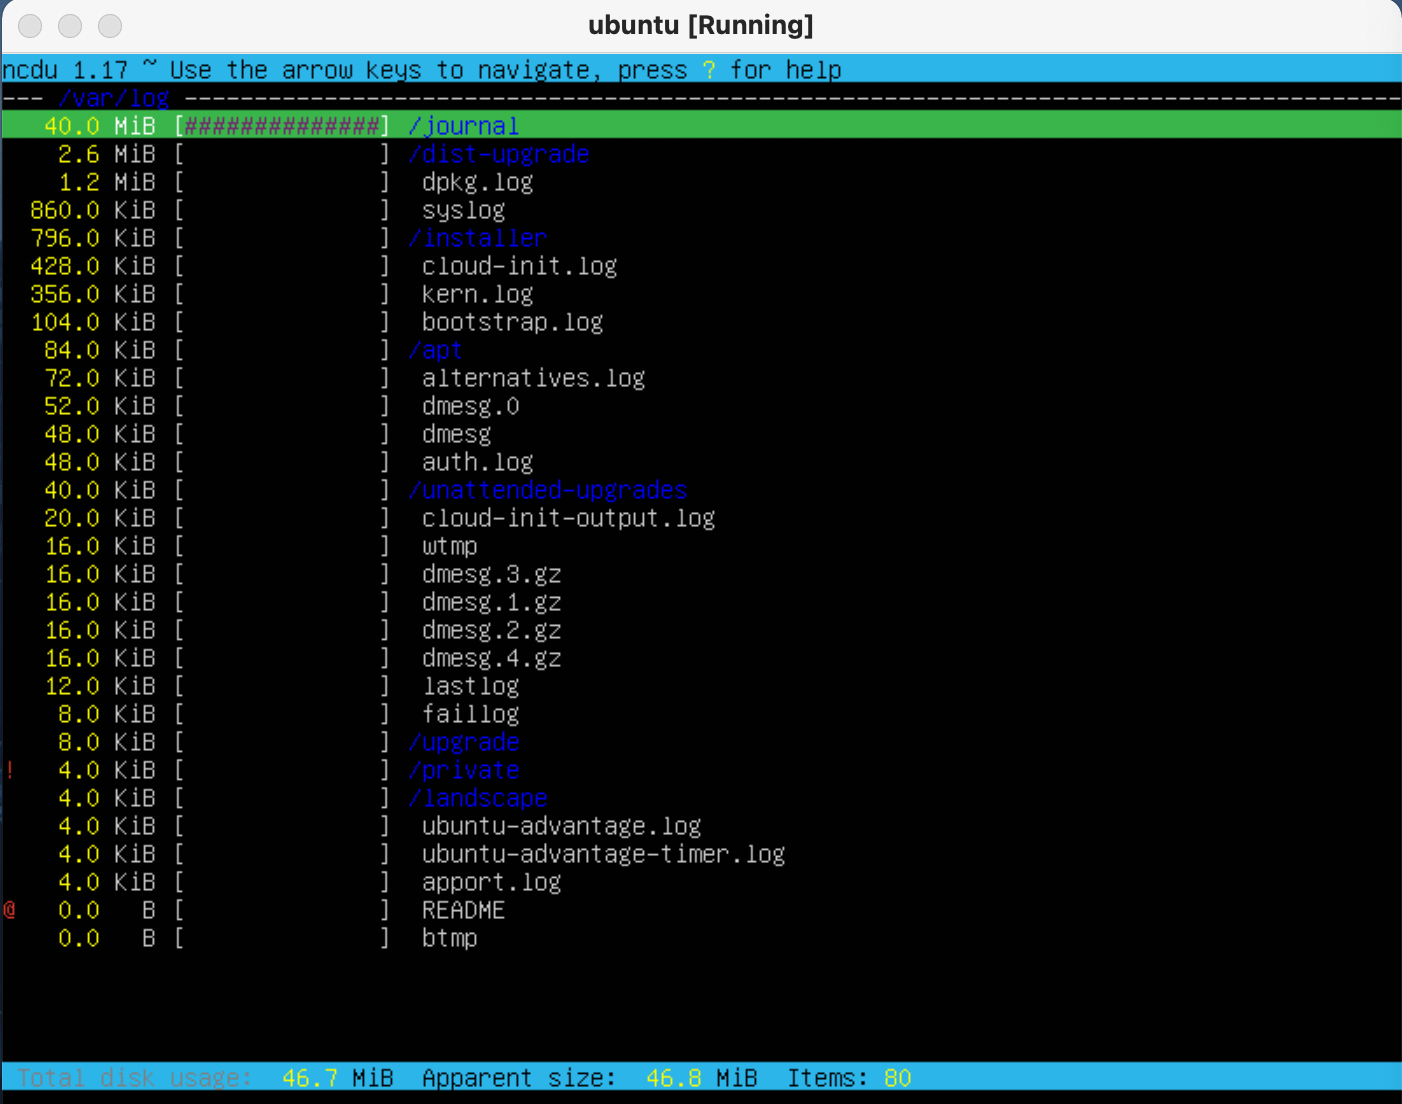 ubuntu [Running]
ncdu 1.17 ~ Use the arrow keys to navigate, press ? for help
--- /var/log ---------------------------------------------------------------------------------------
40.0 MiB [##############] /journal
2.6 MiB [              ] /dist-upgrade
1.2 MiB [              ]  dpkg.log
860.0 KiB [              ]  syslog
796.0 KiB [              ] /installer
428.0 KiB [              ]  cloud-init.log
356.0 KiB [              ]  kern.log
104.0 KiB [              ]  bootstrap.log
84.0 KiB [              ] /apt
72.0 KiB [              ]  alternatives.log
52.0 KiB [              ]  dmesg.0
48.0 KiB [              ]  dmesg
48.0 KiB [              ]  auth.log
40.0 KiB [              ] /unattended-upgrades
20.0 KiB [              ]  cloud-init-output.log
16.0 KiB [              ]  wtmp
16.0 KiB [              ]  dmesg.3.gz
16.0 KiB [              ]  dmesg.1.gz
16.0 KiB [              ]  dmesg.2.gz
16.0 KiB [              ]  dmesg.4.gz
12.0 KiB [              ]  lastlog
8.0 KiB [              ]  faillog
8.0 KiB [              ] /upgrade
! 4.0 KiB [              ] /private
4.0 KiB [              ] /landscape
4.0 KiB [              ]  ubuntu-advantage.log
4.0 KiB [              ]  ubuntu-advantage-timer.log
4.0 KiB [              ]  apport.log
@ 0.0   B [              ]  README
0.0   B [              ]  btmp
Total disk usage:  46.7 MiB  Apparent size:  46.8 MiB  Items: 80